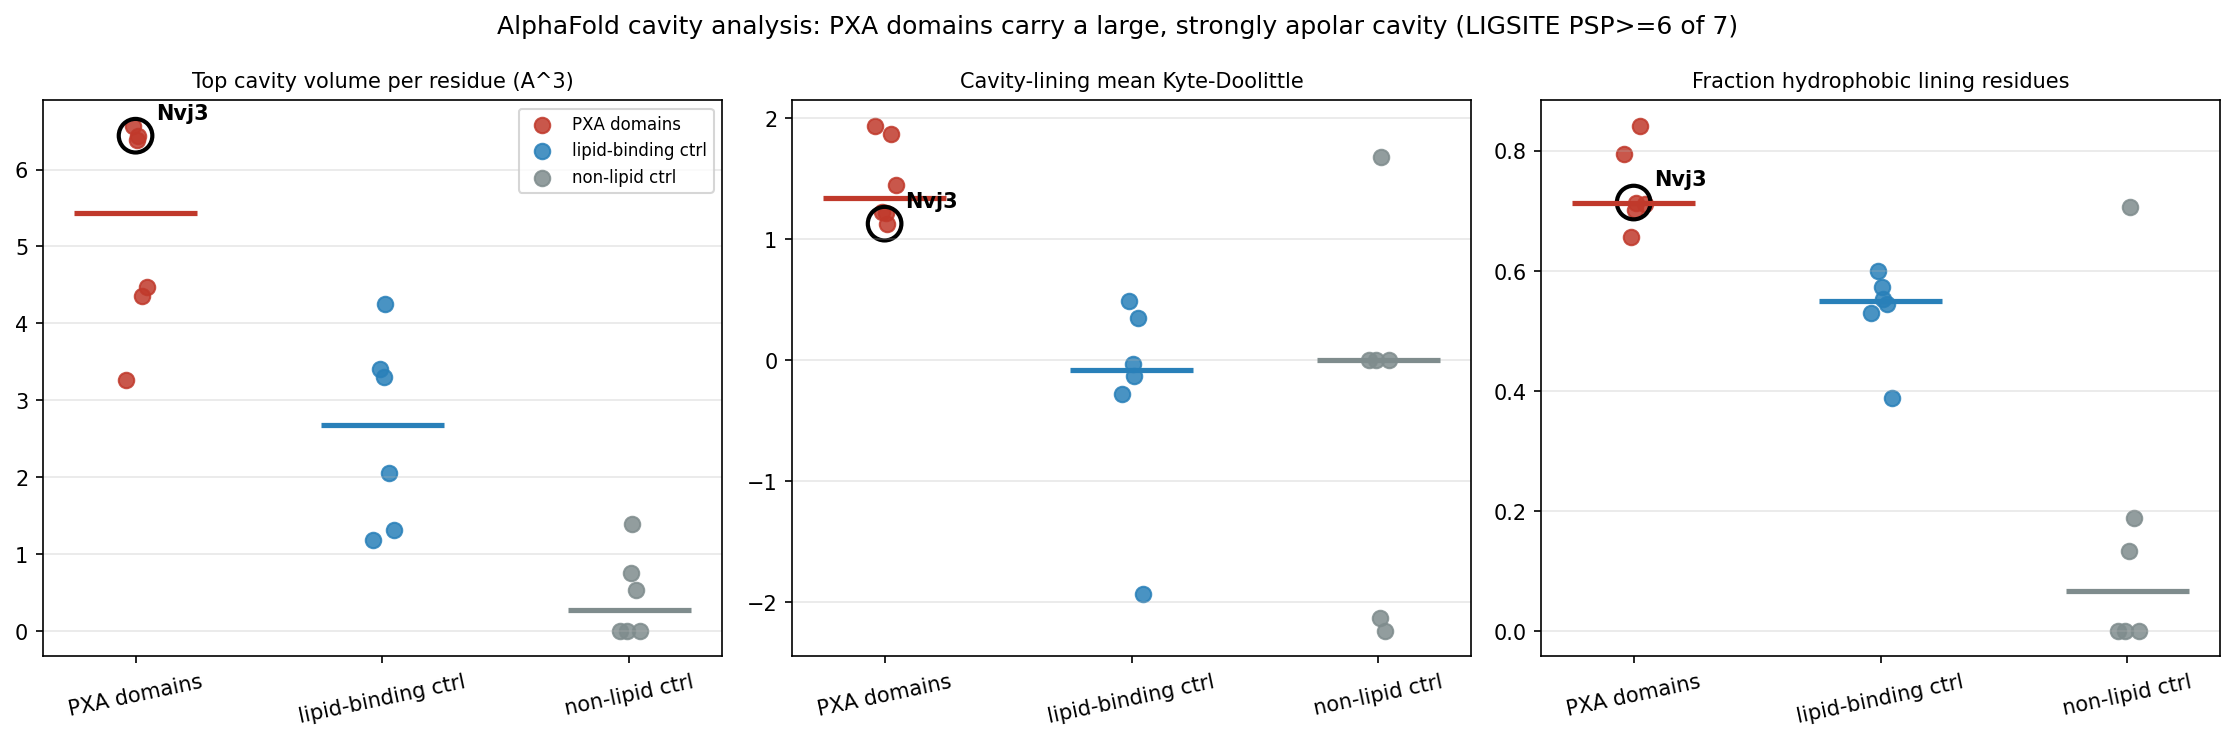 AlphaFold cavity analysis: PXA domains carry a large, strongly apolar cavity (LIGSITE PSP>=6 of 7)
Top cavity volume per residue (A^3)
Nvj3
PXA domains
lipid-binding ctrl
non-lipid ctrl
6
5
4
3
2
1
0
PXA domains
lipid-binding ctrl
non-lipid ctrl
Cavity-lining mean Kyte-Doolittle
2
1
0
−1
−2
Nvj3
PXA domains
lipid-binding ctrl
non-lipid ctrl
Fraction hydrophobic lining residues
0.8
0.6
0.4
0.2
0.0
Nvj3
PXA domains
lipid-binding ctrl
non-lipid ctrl